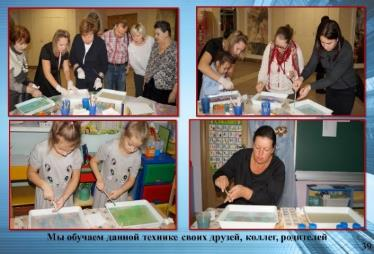 Мы обучаем данной технике своих друзей, коллег, родителей
39